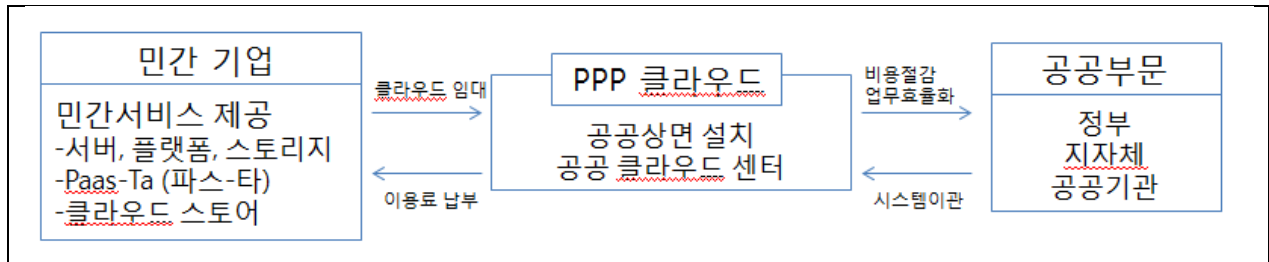 민간 기업
민간서비스 제공
-서버, 플랫폼, 스토리지
-Paas-Ta (파스-타)
-클라우드 스토어
클라우드 임대
이용료 납부
PPP 클라우드
공공상면 설치
공공 클라우드 센터
비용절감
업무효율화
시스템이관
공공부문
정부
지자체
공공기관